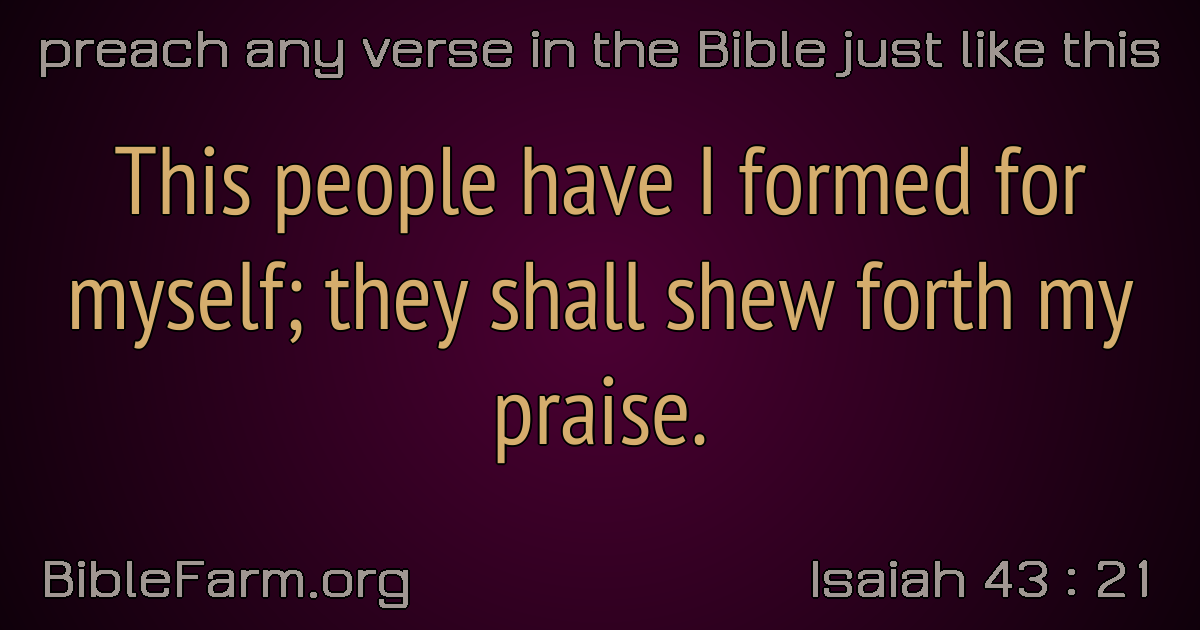 preach any verse in the Bible just like this
This people have I formed for
myself; they shall shew forth my
praise.
BibleFarm.org
Isaiah 43 : 21